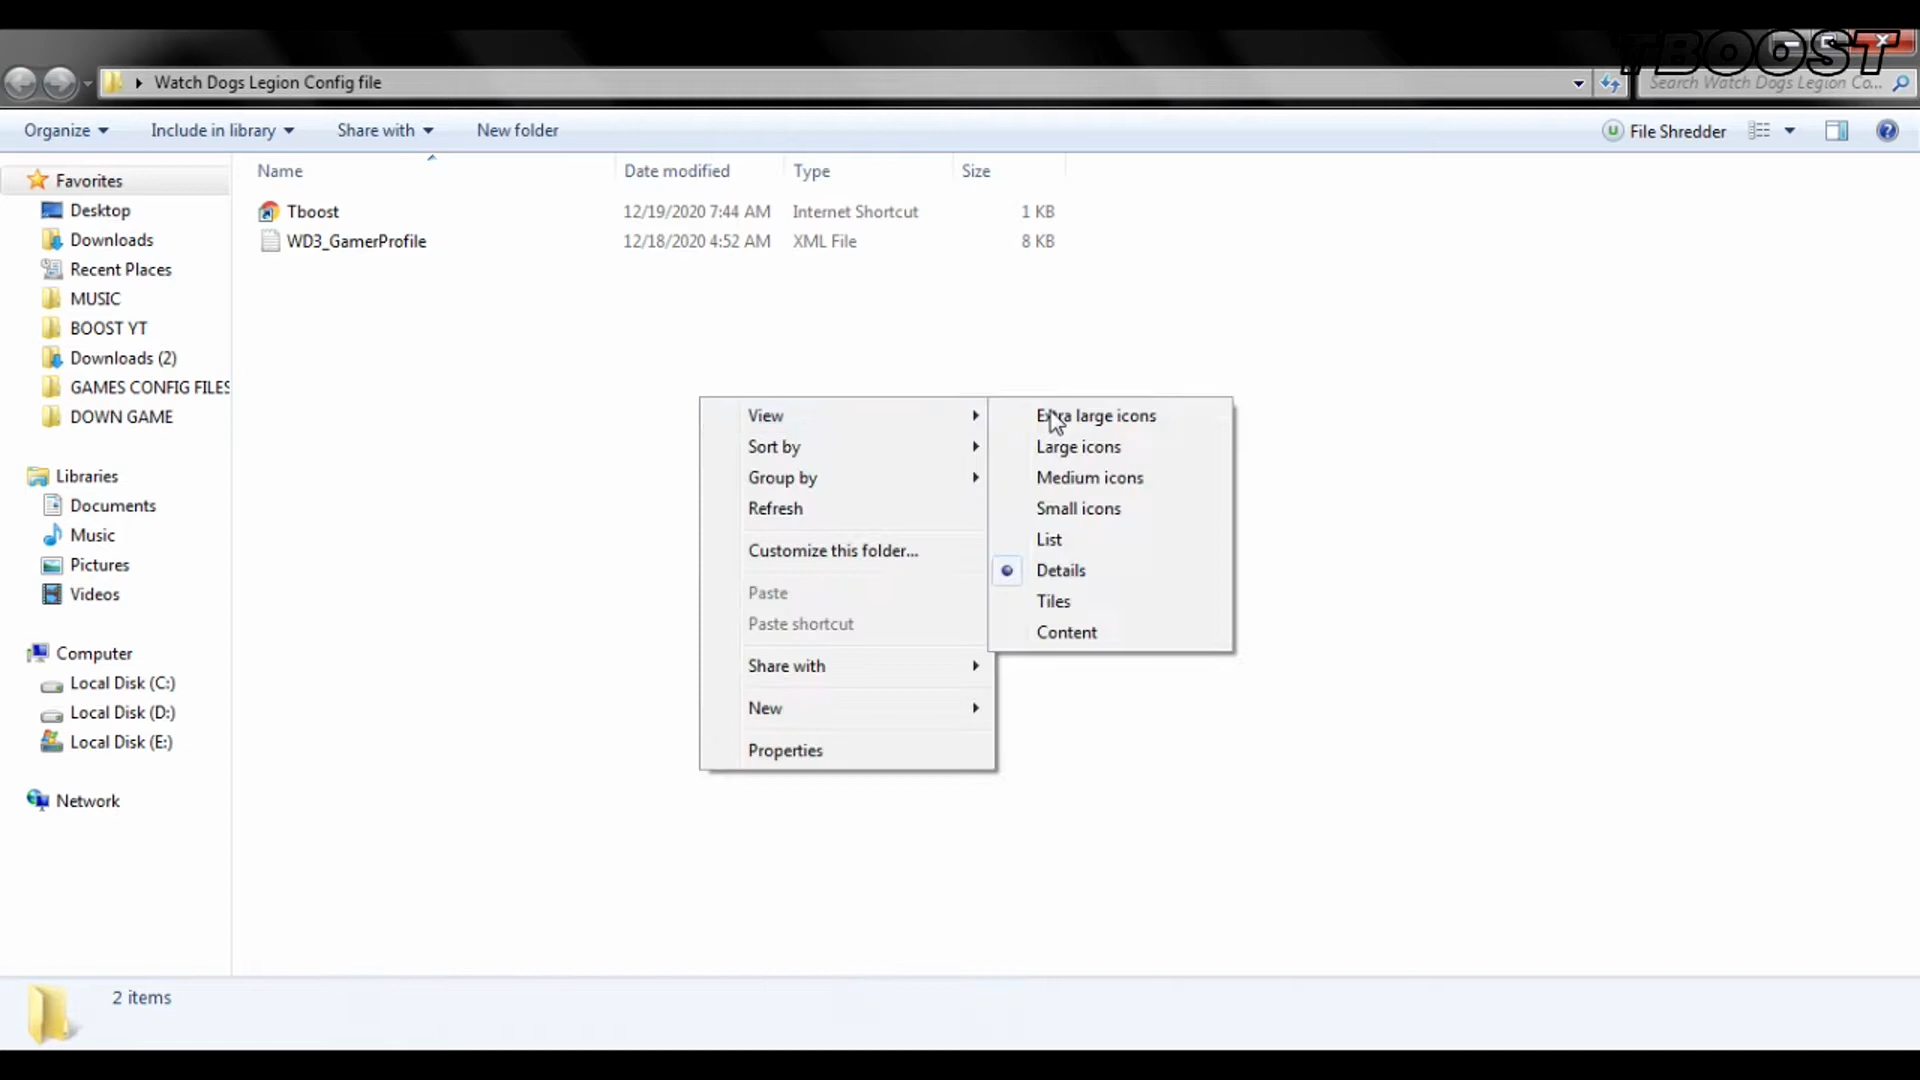 TBOOST
Watch Dogs Legion Config file
Search Watch Dogs Legion Co...
Organize
Include in library
Share with
New folder
File Shredder
Name
Date modified
Type
Size
Favorites
Desktop
Downloads
Recent Places
MUSIC
BOOST YT
Downloads (2)
GAMES CONFIG FILES
DOWN GAME
Libraries
Documents
Music
Pictures
Videos
Computer
Local Disk (C:)
Local Disk (D:)
Local Disk (E:)
Network
Tboost 12/19/2020 7:44 AM Internet Shortcut 1 KB
WD3_GamerProfile 12/18/2020 4:52 AM XML File 8 KB
View
Sort by
Group by
Refresh
Customize this folder...
Paste
Paste shortcut
Share with
New
Properties
Extra large icons
Large icons
Medium icons
Small icons
List
Details
Tiles
Content
2 items